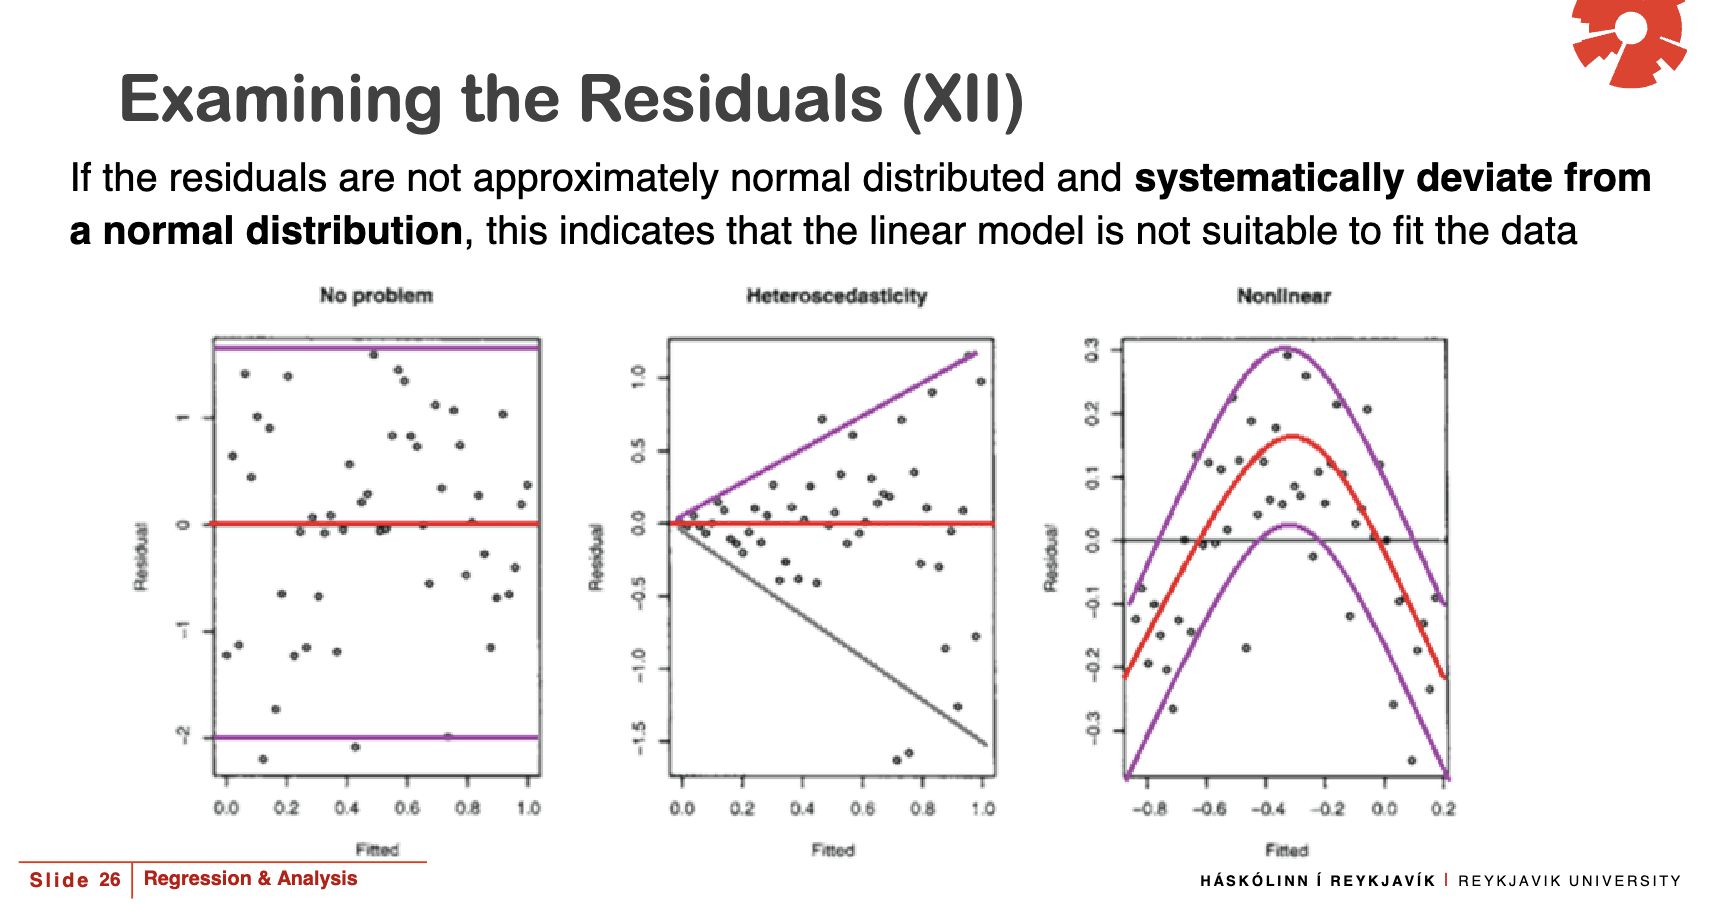 Examining the Residuals (XII)
If the residuals are not approximately normal distributed and systematically deviate from
a normal distribution, this indicates that the linear model is not suitable to fit the data
No problem
Residual
1
0
−1
−2
0.0 0.2 0.4 0.6 0.8 1.0
Fitted
Heteroscedasticity
Residual
1.0
0.5
0.0
−0.5
−1.0
−1.5
0.0 0.2 0.4 0.6 0.8 1.0
Fitted
Nonlinear
Residual
0.3
0.2
0.1
0.0
−0.1
−0.2
−0.3
−0.8 −0.6 −0.4 −0.2 0.0 0.2
Fitted
Slide 26 Regression & Analysis
HÁSKÓLINN Í REYKJAVÍK | REYKJAVIK UNIVERSITY